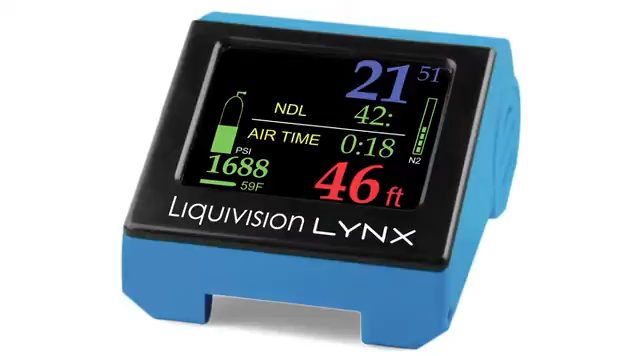 21 51
NDL 42:
AIR TIME 0:18
PSI
1688
N2
59F
46 ft
LIQUIVISION LYNX